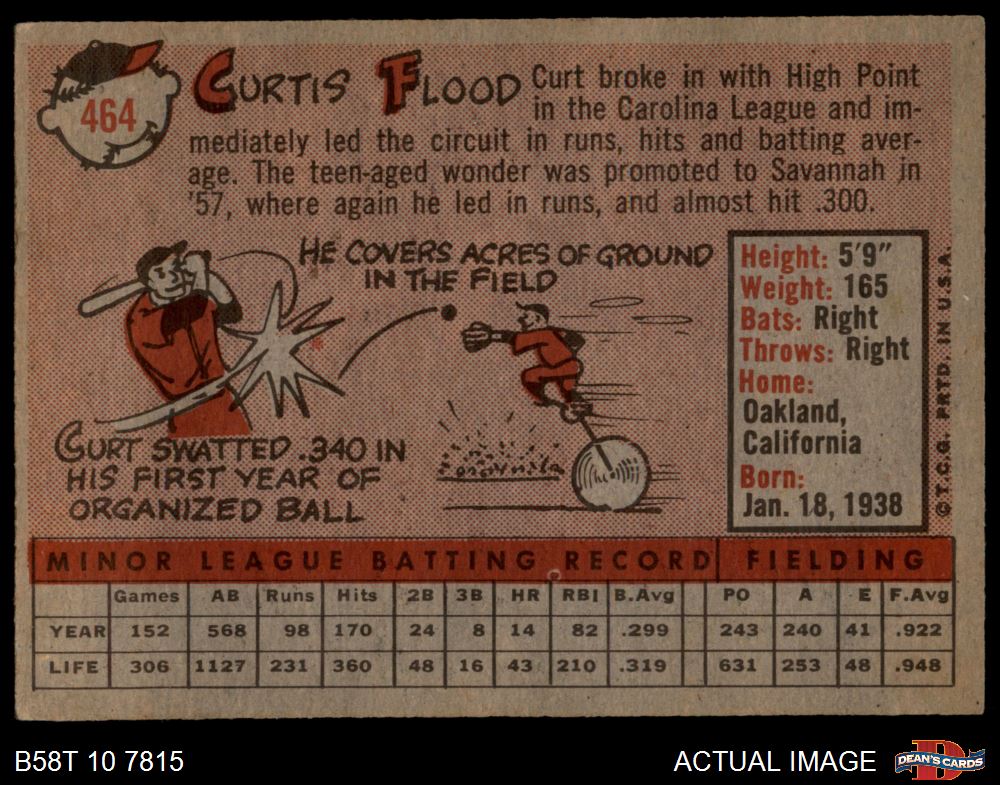 464
CURTIS FLOOD
Curt broke in with High Point
in the Carolina League and im-
mediately led the circuit in runs, hits and batting aver-
age. The teen-aged wonder was promoted to Savannah in
'57, where again he led in runs, and almost hit .300.
HE COVERS ACRES OF GROUND
IN THE FIELD
CURT SWATTED .340 IN
HIS FIRST YEAR OF
ORGANIZED BALL
Height: 5'9"
Weight: 165
Bats: Right
Throws: Right
Home:
Oakland,
California
Born:
Jan. 18, 1938
© T.C.G. PRTD. IN U.S.A.
MINOR LEAGUE BATTING RECORD FIELDING
Games AB Runs Hits 2B 3B HR RBI B.Avg PO A E F.Avg
YEAR 152 568 98 170 24 8 14 82 .299 243 240 41 .922
LIFE 306 1127 231 360 48 16 43 210 .319 631 253 48 .948
B58T 10 7815
ACTUAL IMAGE
D
DEAN'S CARDS